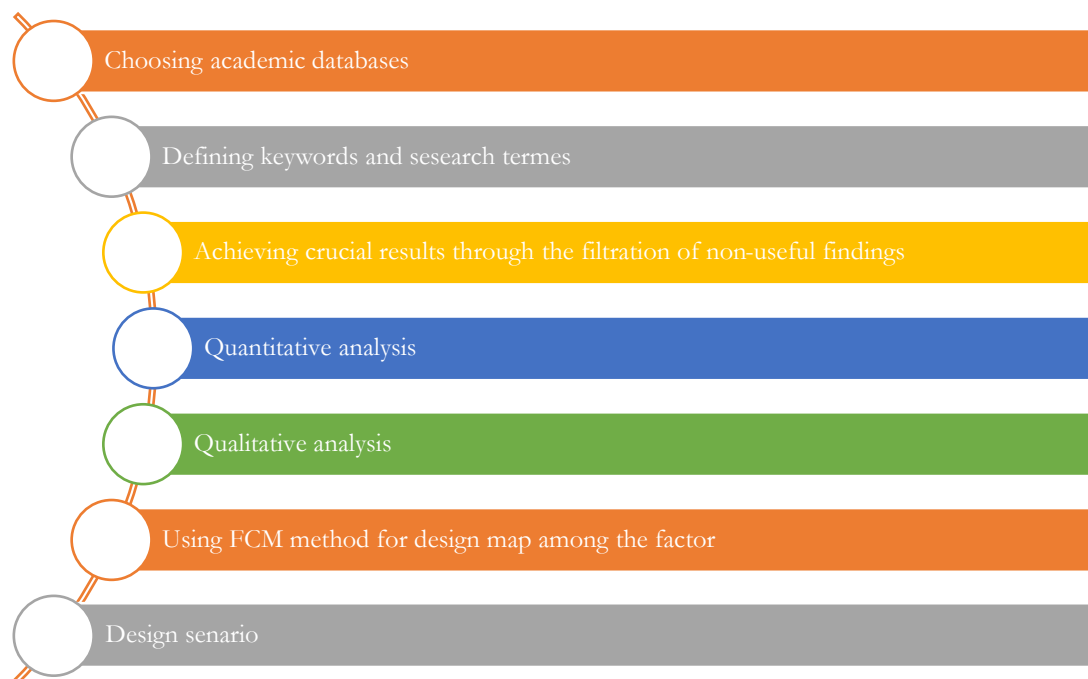 Choosing academic databases
Defining keywords and sesearch termes
Achieving crucial results through the filtration of non-useful findings
Quantitative analysis
Qualitative analysis
Using FCM method for design map among the factor
Design senario